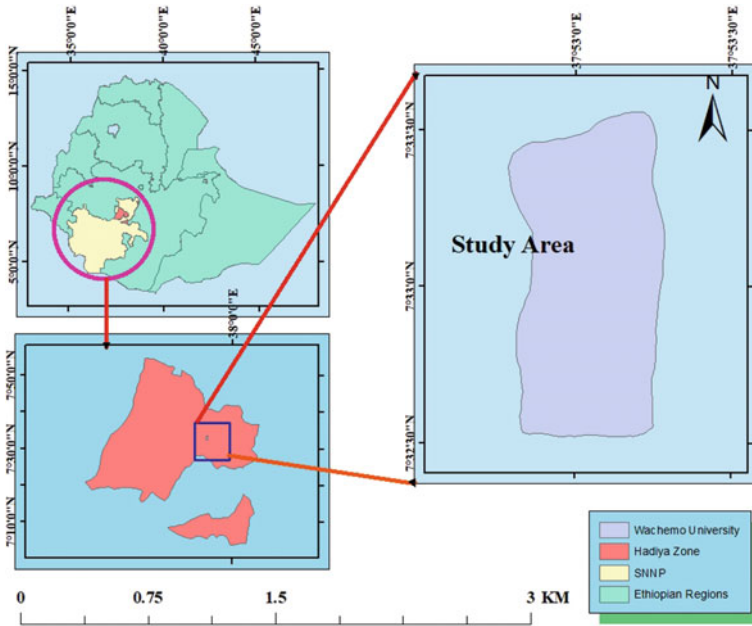 35°0'0"E
40°0'0"E
45°0'0"E
15°0'0"N
10°0'0"N
5°0'0"N
38°0'0"E
7°50'0"N
7°30'0"N
7°10'0"N
37°53'0"E
37°53'30"E
7°33'30"N
7°33'0"N
7°32'30"N
N
Study Area
Wachemo University
Hadiya Zone
SNNP
Ethiopian Regions
0 0.75 1.5 3 KM